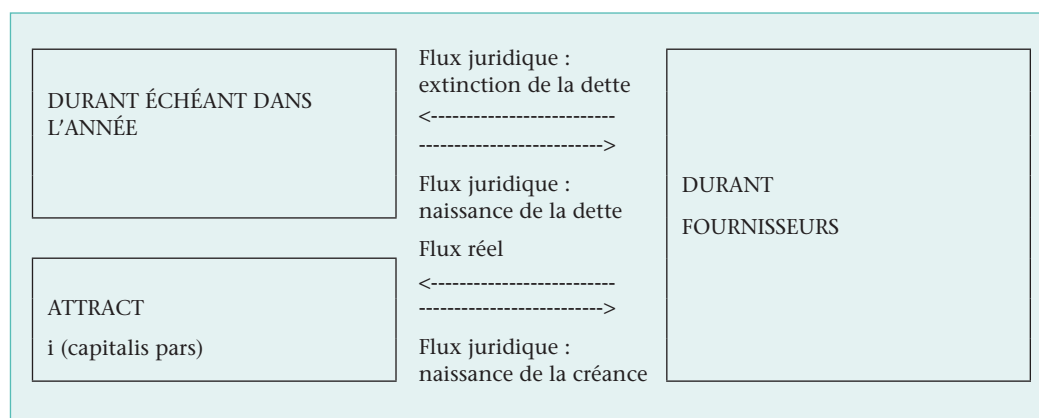 DURANT ÉCHÉANT DANS
L’ANNÉE
Flux juridique :
extinction de la dette
<--------------------------
-------------------------->
Flux juridique :
naissance de la dette
Flux réel
<--------------------------
-------------------------->
Flux juridique :
naissance de la créance
ATTRACT
i (capitalis pars)
DURANT
FOURNISSEURS